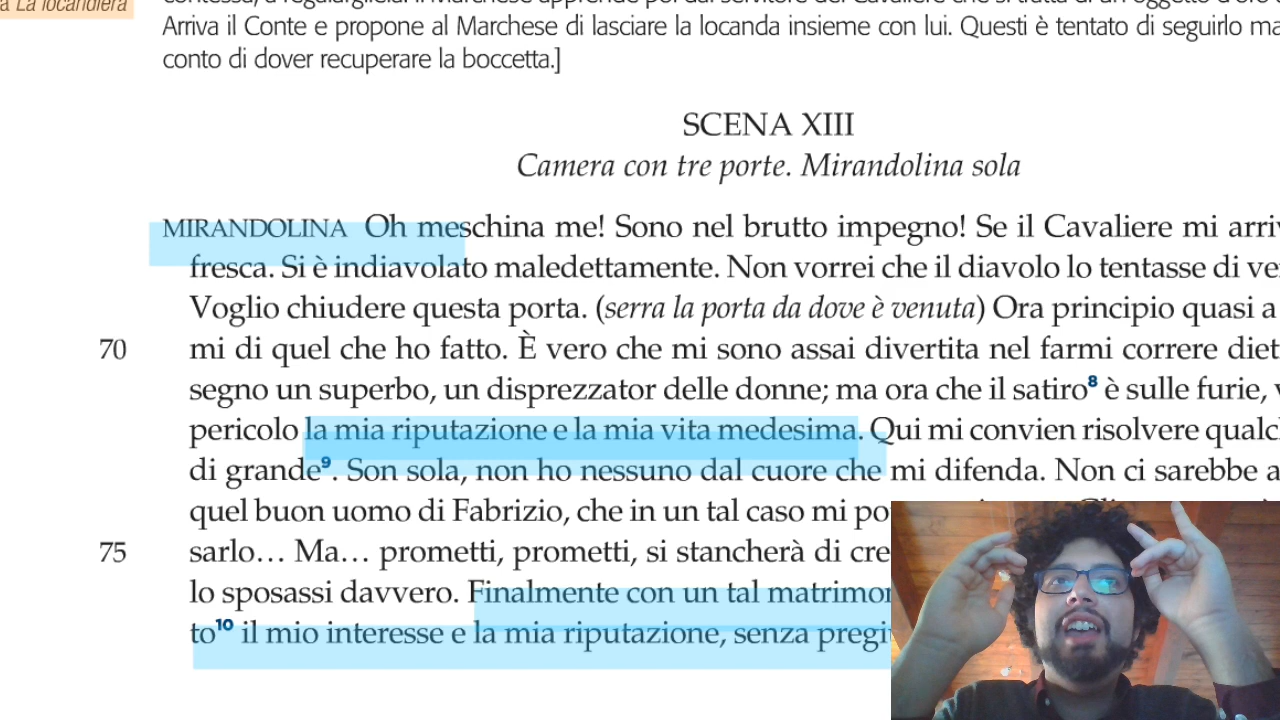 a La locandiera
Arriva il Conte e propone al Marchese di lasciare la locanda insieme con lui. Questi è tentato di seguirlo ma
conto di dover recuperare la boccetta.]
SCENA XIII
Camera con tre porte. Mirandolina sola
MIRANDOLINA Oh meschina me! Sono nel brutto impegno! Se il Cavaliere mi arriv
fresca. Si è indiavolato maledettamente. Non vorrei che il diavolo lo tentasse di ve
Voglio chiudere questa porta. (serra la porta da dove è venuta) Ora principio quasi a
70 mi di quel che ho fatto. È vero che mi sono assai divertita nel farmi correre diet
segno un superbo, un disprezzator delle donne; ma ora che il satiro8 è sulle furie, v
pericolo la mia riputazione e la mia vita medesima. Qui mi convien risolvere qualc
di grande9. Son sola, non ho nessuno dal cuore che mi difenda. Non ci sarebbe a
quel buon uomo di Fabrizio, che in un tal caso mi po
75 sarlo… Ma… prometti, prometti, si stancherà di cre
lo sposassi davvero. Finalmente con un tal matrimon
to10 il mio interesse e la mia riputazione, senza pregi